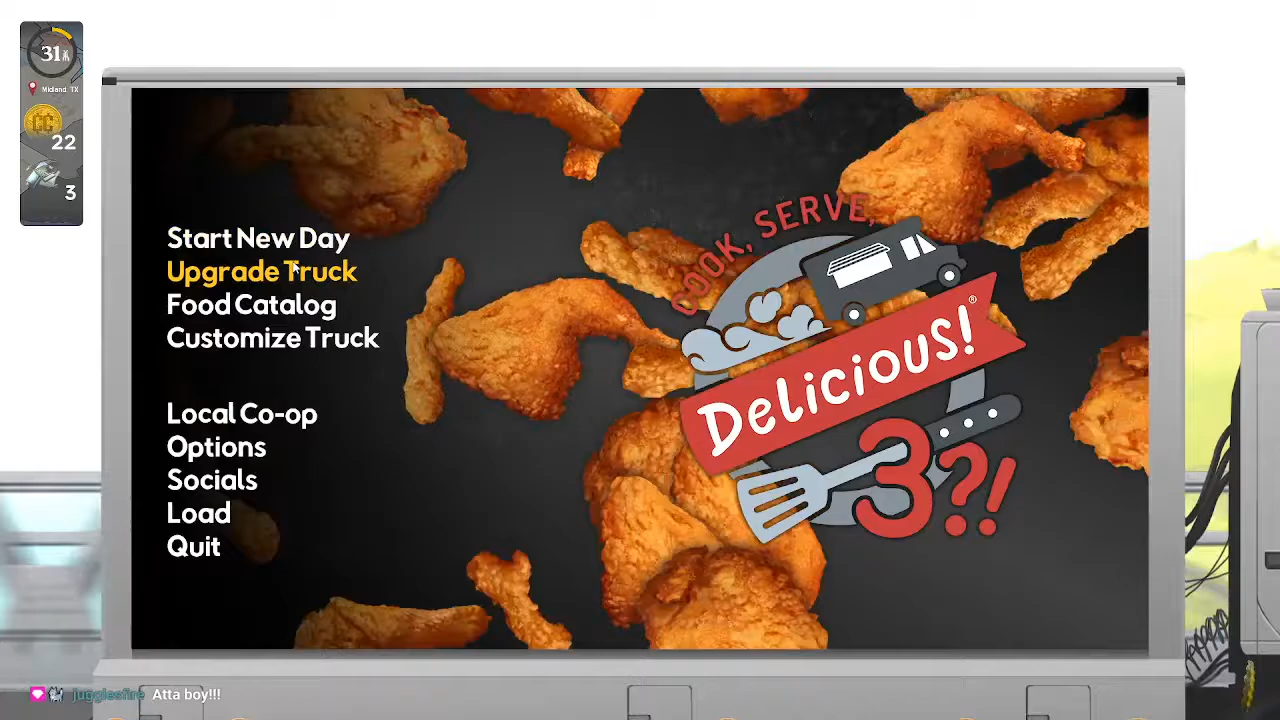 31
Midland TX
22
3
Start New Day
Upgrade Truck
Food Catalog
Customize Truck
Local Co-op
Options
Socials
Load
Quit
COOK, SERVE,
Delicious!®
3?!
jugglesfire Atta boy!!!